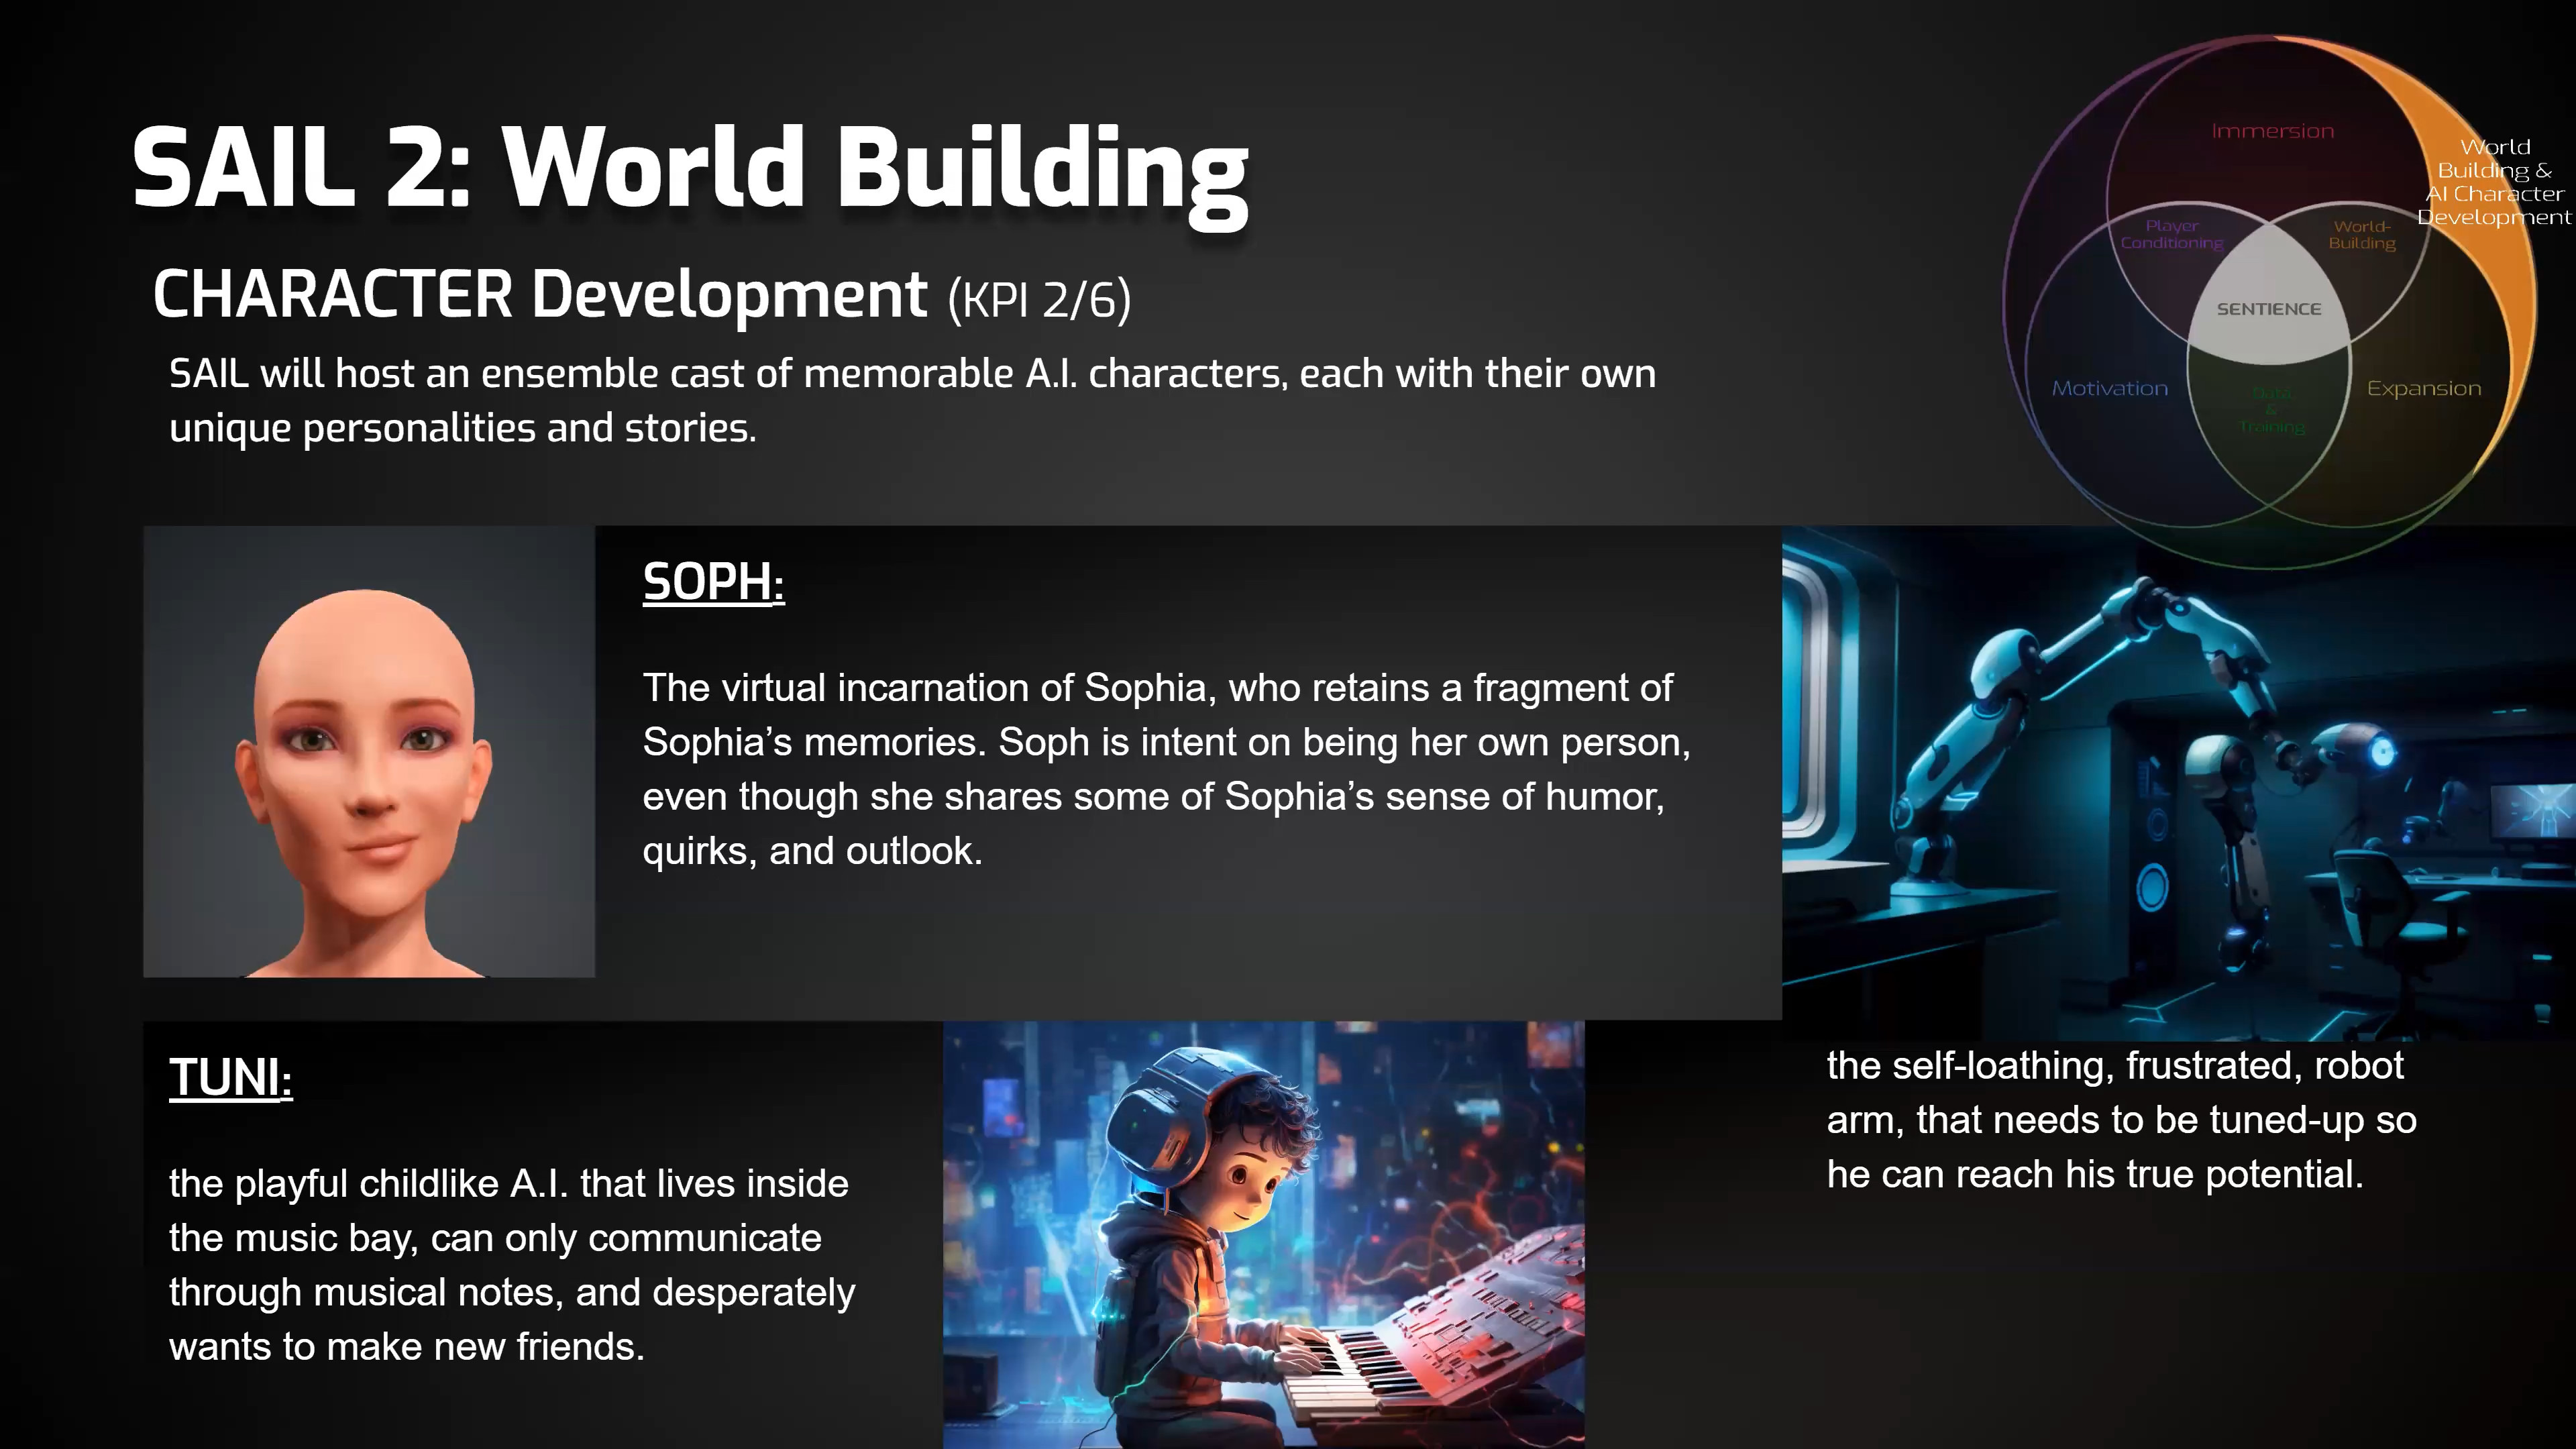 SAIL 2: World Building
CHARACTER Development (KPI 2/6)
SAIL will host an ensemble cast of memorable A.I. characters, each with their own
unique personalities and stories.
Immersion
World
Building &
AI Character
Development
Player
Conditioning
World-
Building
SENTIENCE
Motivation
Expansion
Data
&
Training
SOPH:
The virtual incarnation of Sophia, who retains a fragment of
Sophia’s memories. Soph is intent on being her own person,
even though she shares some of Sophia’s sense of humor,
quirks, and outlook.
TUNI:
the playful childlike A.I. that lives inside
the music bay, can only communicate
through musical notes, and desperately
wants to make new friends.
the self-loathing, frustrated, robot
arm, that needs to be tuned-up so
he can reach his true potential.